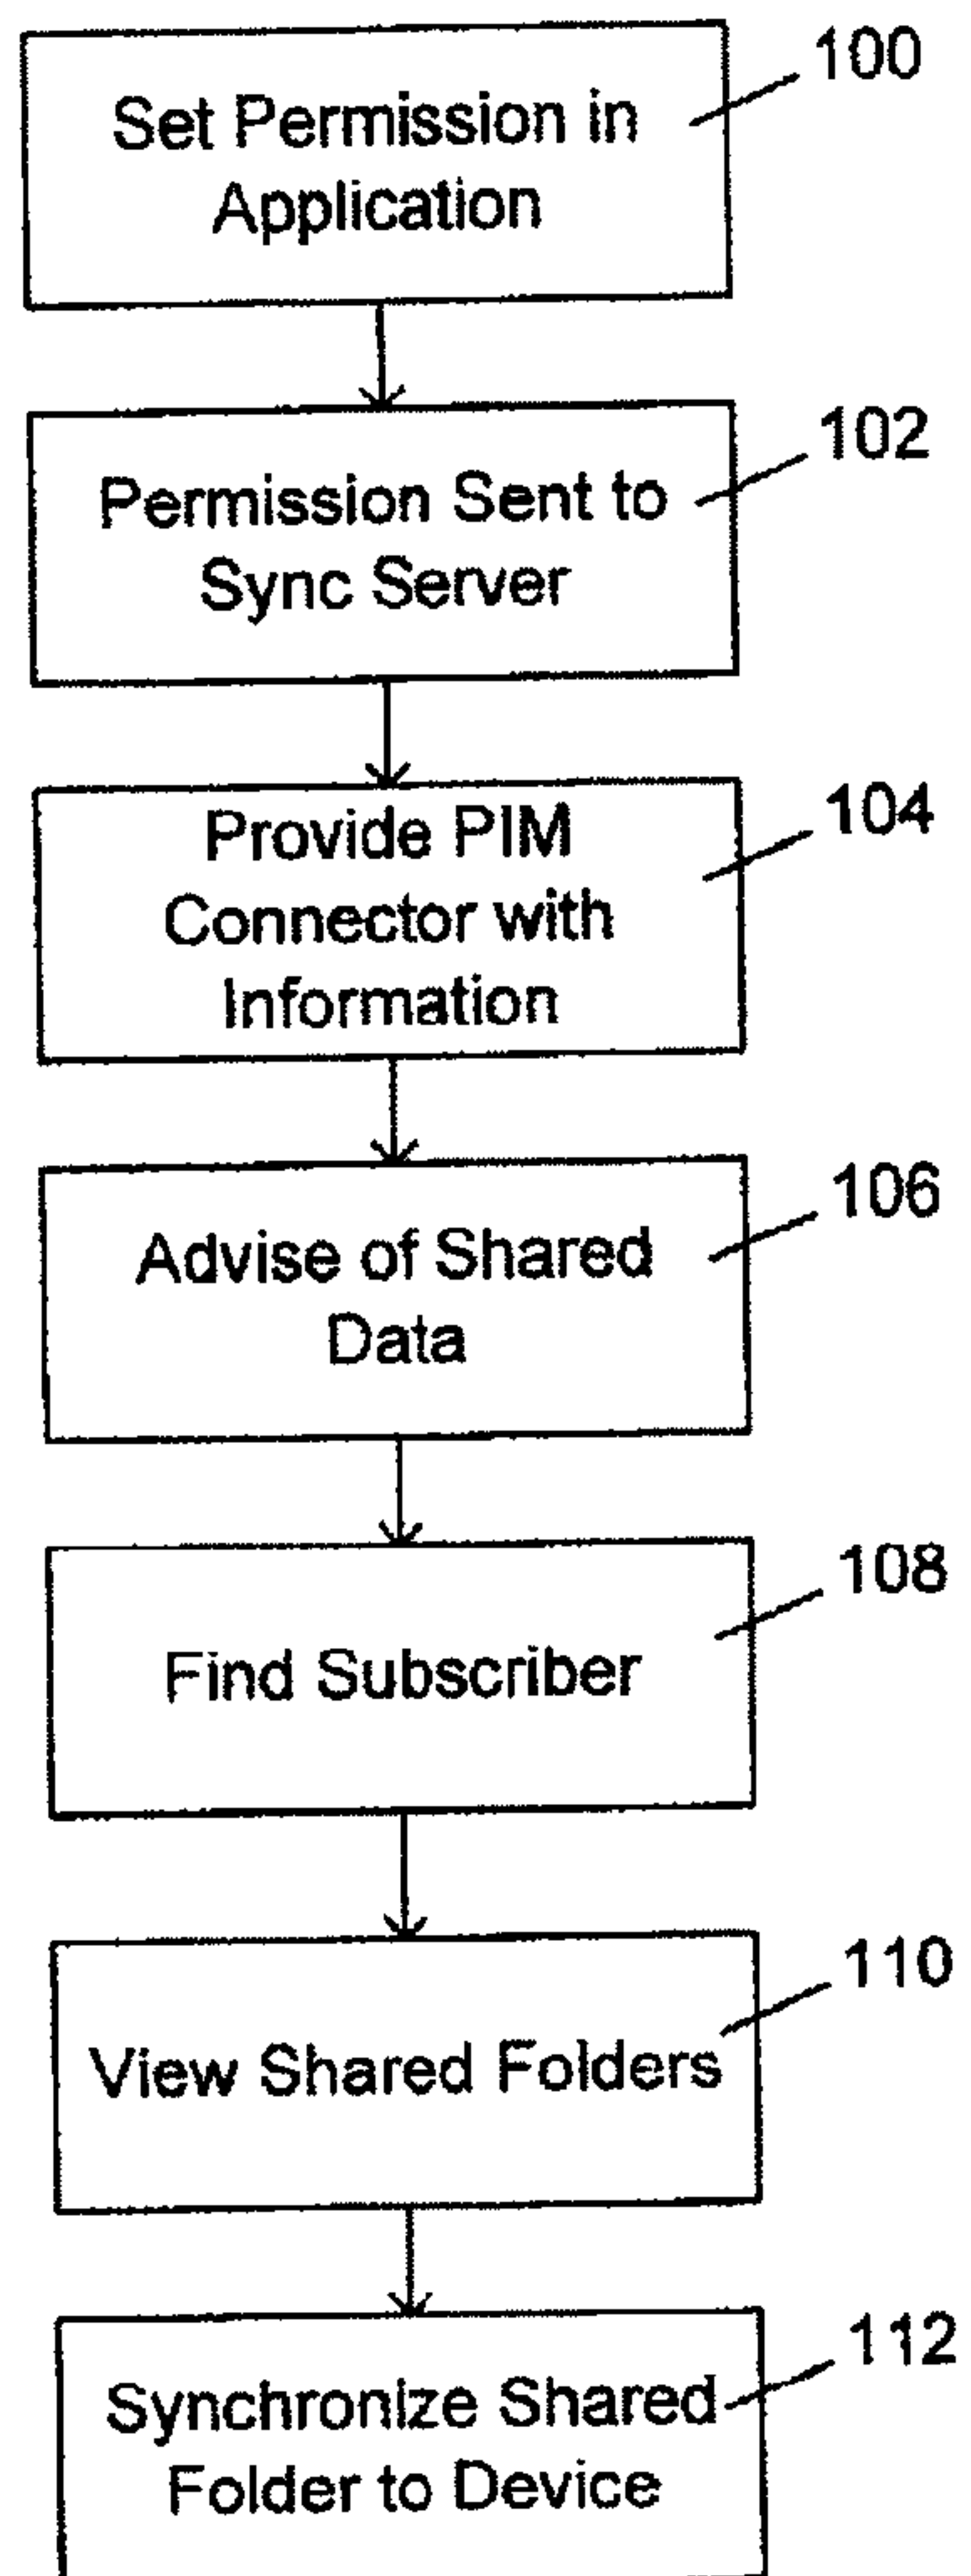 100
Set Permission in
Application
102
Permission Sent to
Sync Server
104
Provide PIM
Connector with
Information
106
Advise of Shared
Data
108
Find Subscriber
110
View Shared Folders
112
Synchronize Shared
Folder to Device